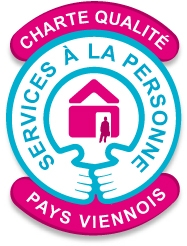 CHARTE QUALITÉ
SERVICES À LA PERSONNE
PAYS VIENNOIS